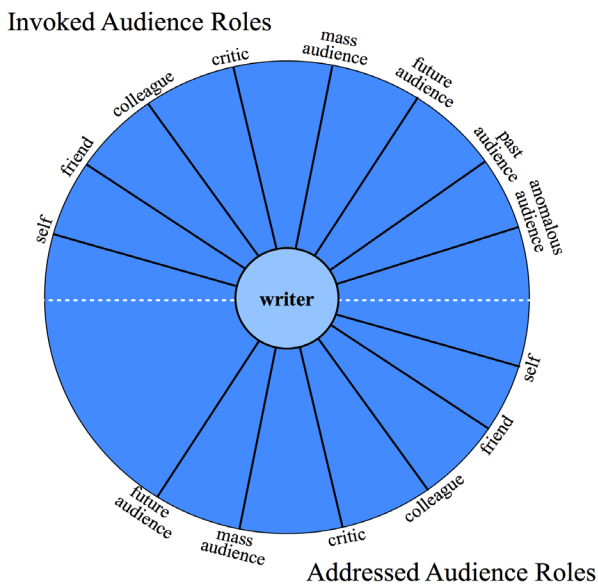 Invoked Audience Roles
self
friend
colleague
critic
mass
audience
future
audience
past
audience
anomalous
audience
writer
self
friend
colleague
critic
mass
audience
future
audience
Addressed Audience Roles